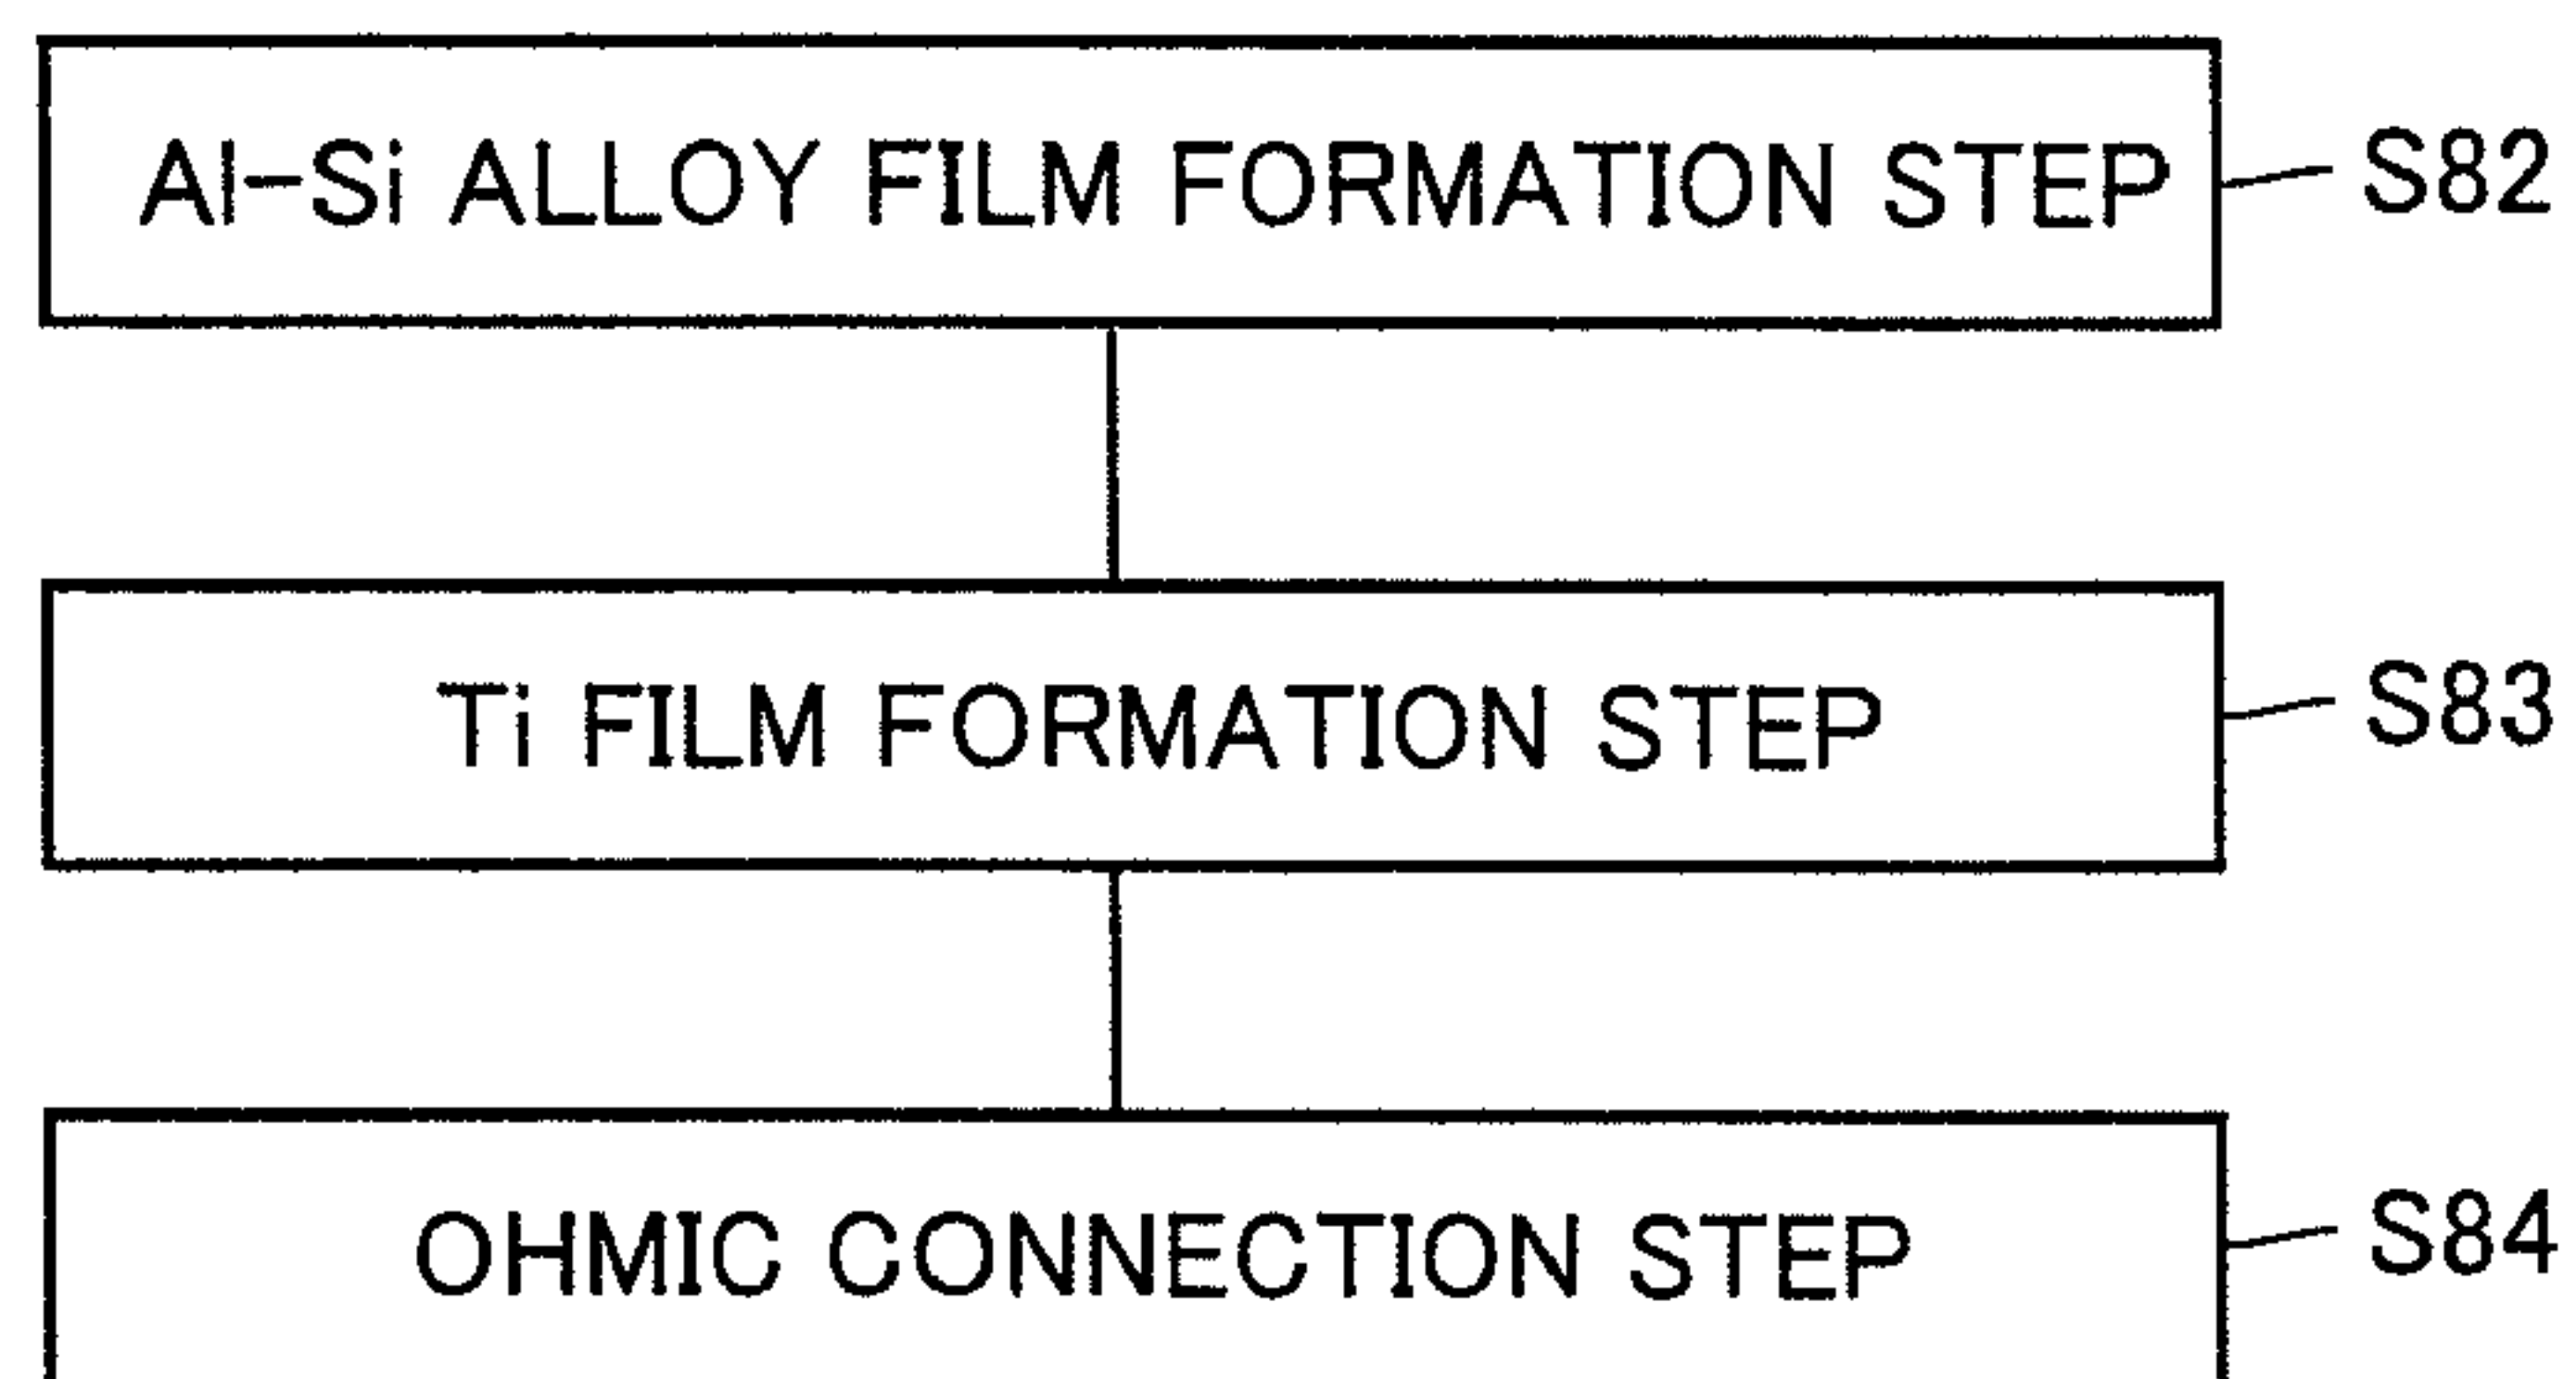 Al-Si ALLOY FILM FORMATION STEP S82
Ti FILM FORMATION STEP S83
OHMIC CONNECTION STEP S84